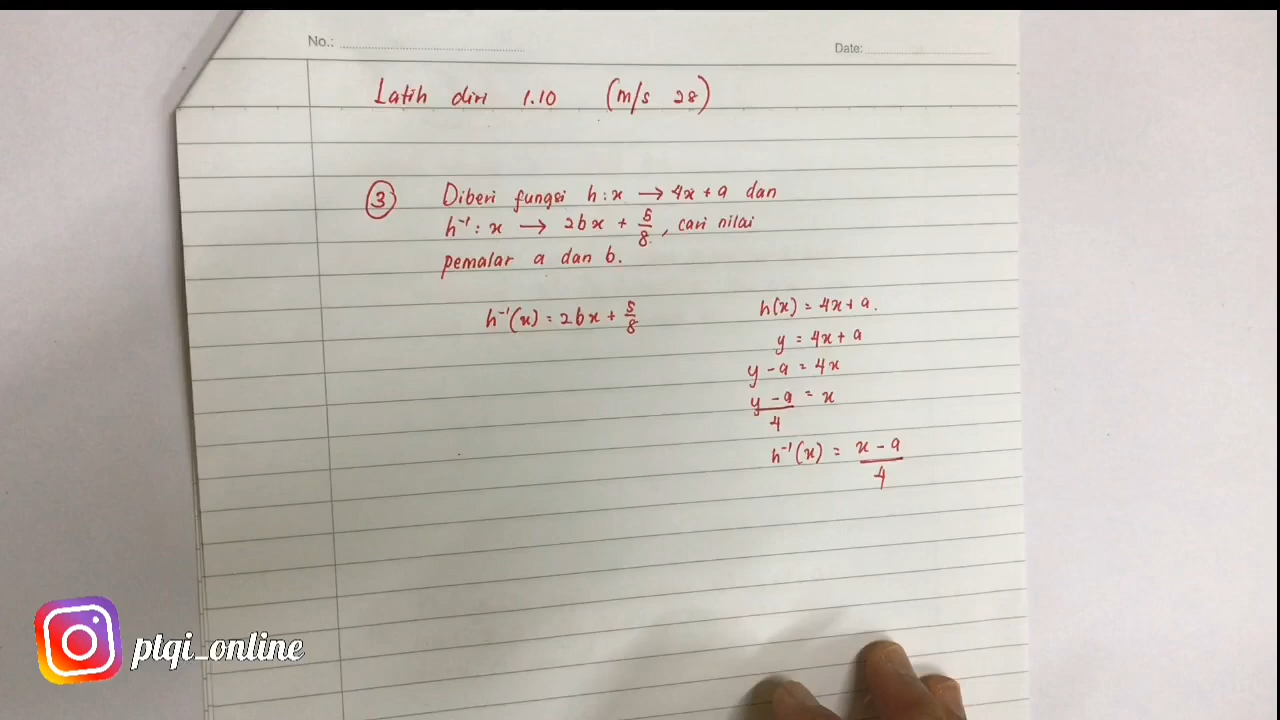 No.: Date:
Latih diri 1.10 (m/s 28)
③ Diberi fungsi h : x → 4x + a dan
h⁻¹ : x → 2bx + 5/8, cari nilai
pemalar a dan b.
h⁻¹(x) = 2bx + 5/8
h(x) = 4x + a.
y = 4x + a
y - a = 4x
(y - a)/4 = x
h⁻¹(x) = (x - a)/4
ptqi_online